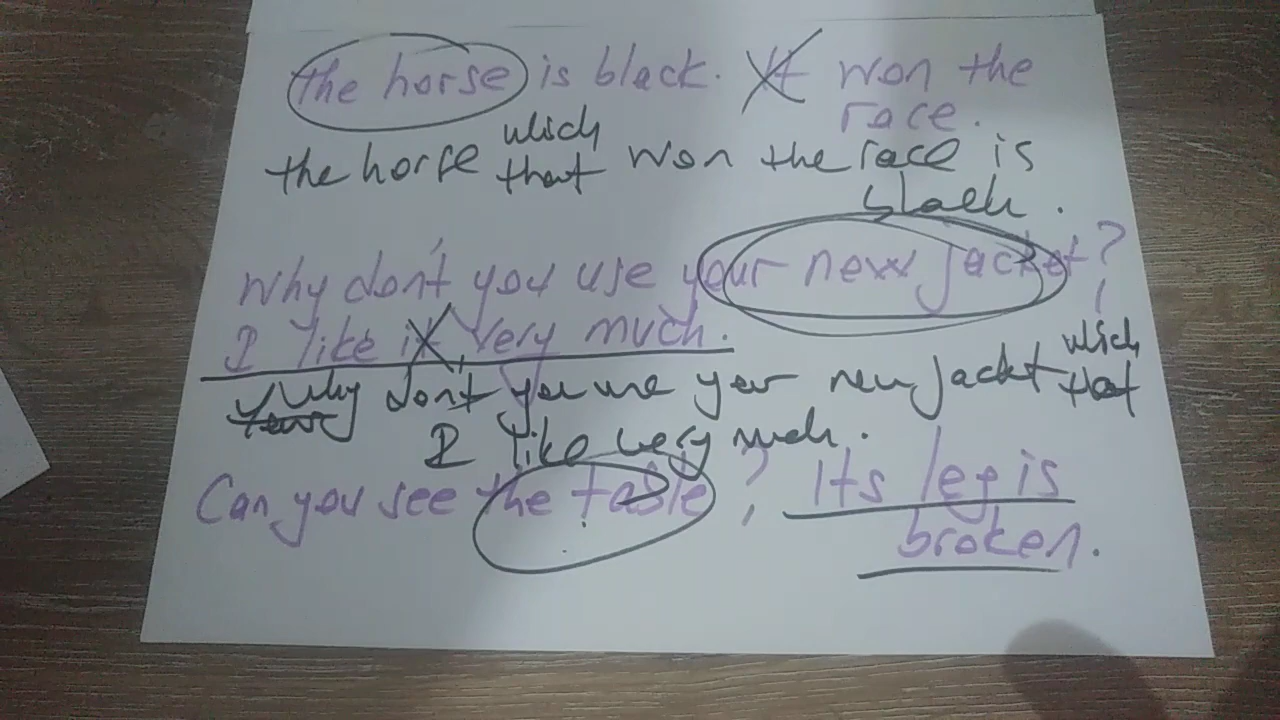 the horse is black. It won the
race.
which
the horse that won the race is
black.
Why don't you use your new jacket?
I like it very much.
which
Why don't you use your new jacket that
I like very much.
Can you see the table? Its leg is
broken.